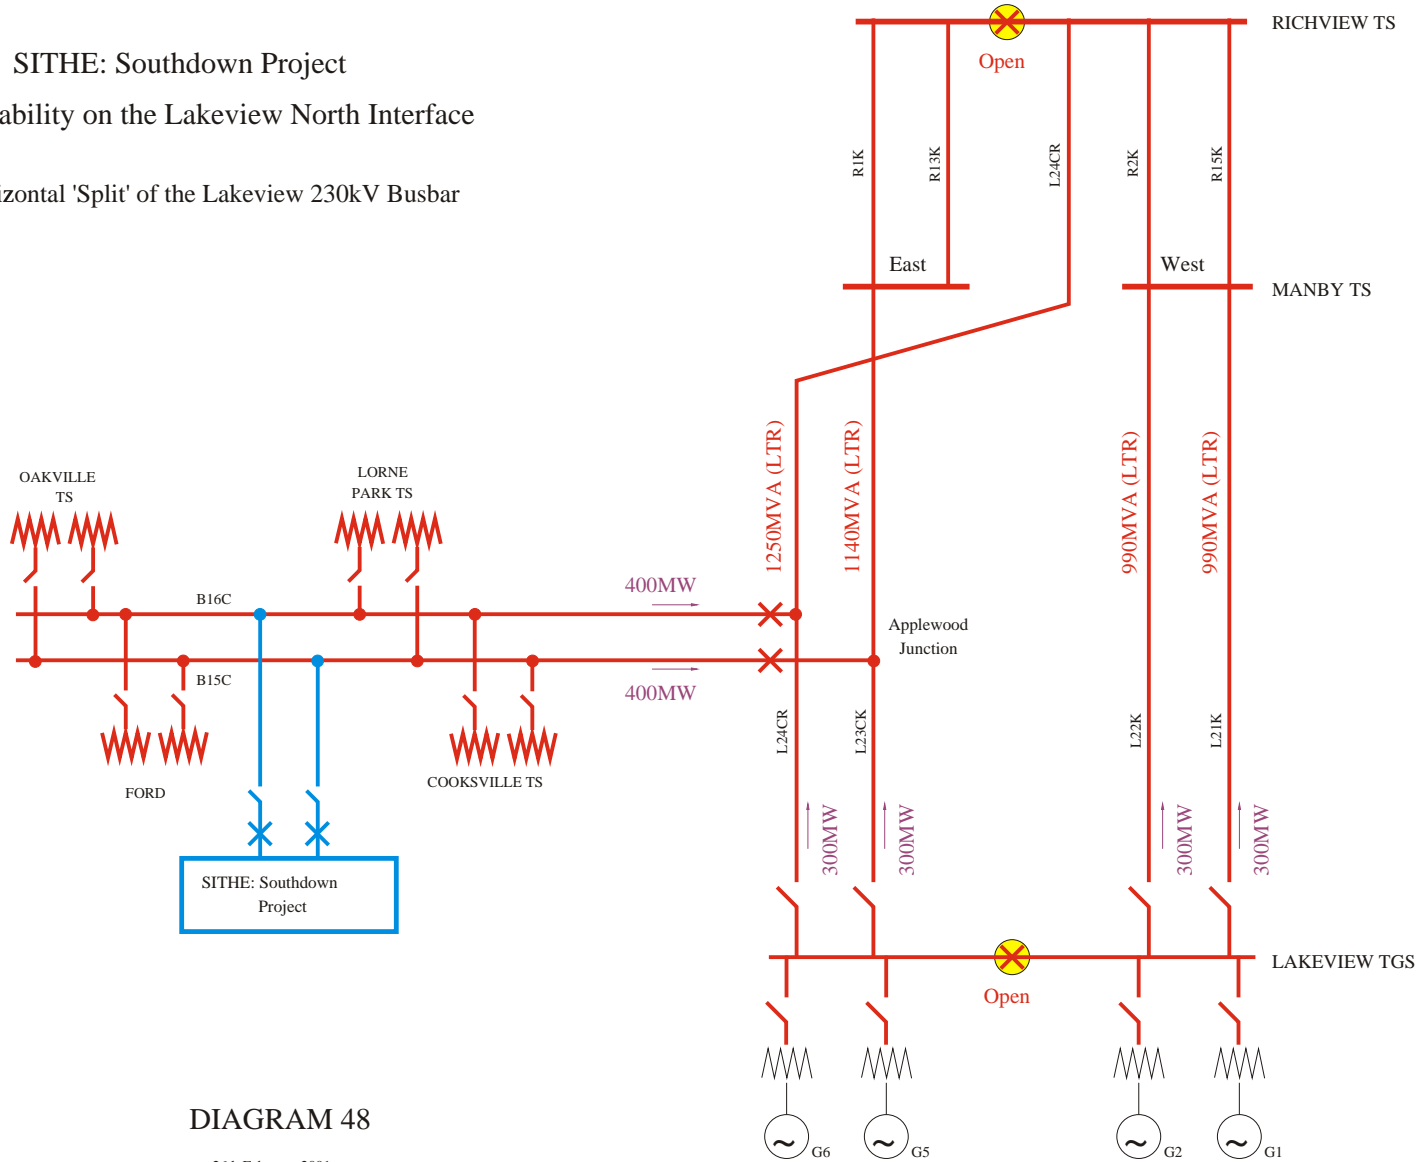 SITHE: Southdown Project
ability on the Lakeview North Interface
izontal 'Split' of the Lakeview 230kV Busbar
RICHVIEW TS
Open
R1K
R13K
L24CR
R2K
R15K
East
West
MANBY TS
1250MVA (LTR)
1140MVA (LTR)
990MVA (LTR)
990MVA (LTR)
OAKVILLE
TS
LORNE
PARK TS
B16C
400MW
Applewood
Junction
B15C
400MW
L24CR
L23CK
L22K
L21K
FORD
COOKSVILLE TS
300MW
300MW
300MW
300MW
SITHE: Southdown
Project
LAKEVIEW TGS
Open
DIAGRAM 48
G6
G5
G2
G1